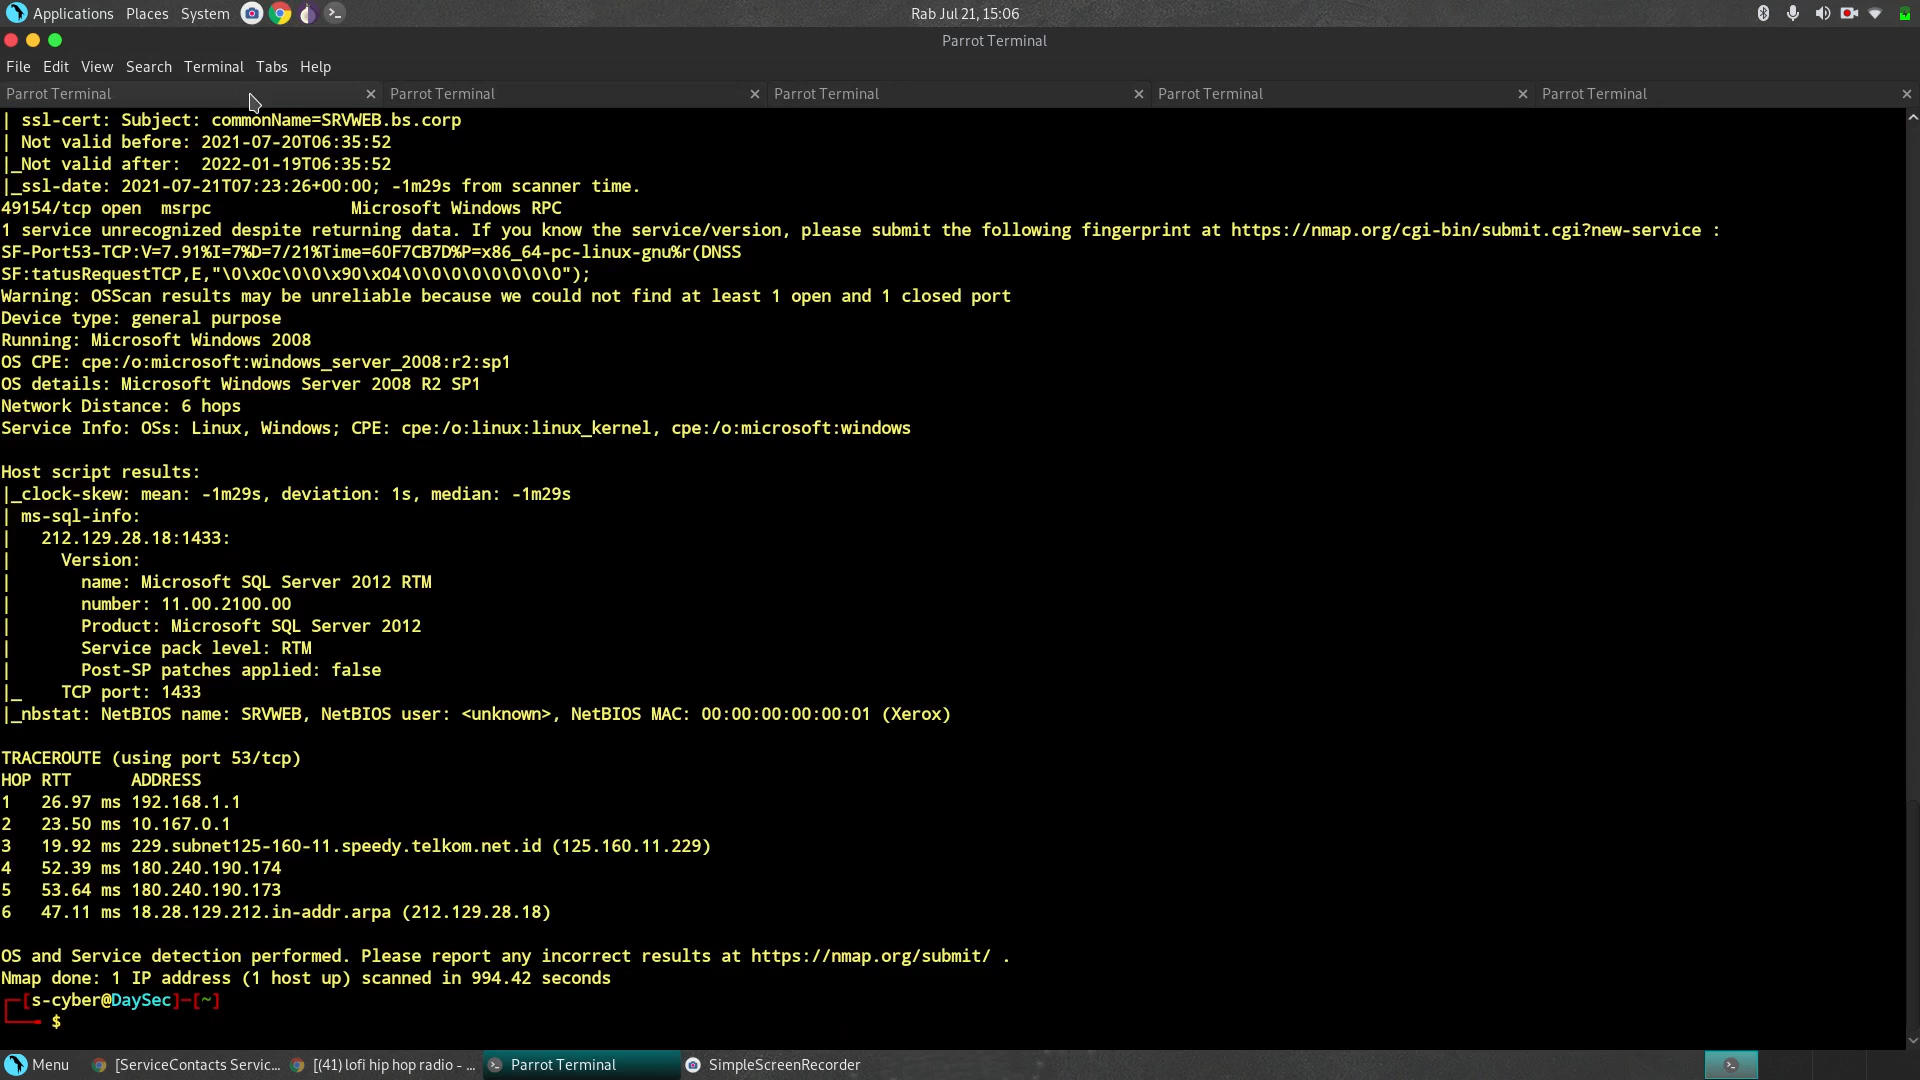 Applications Places System
Rab Jul 21, 15:06
Parrot Terminal
File Edit View Search Terminal Tabs Help
Parrot Terminal × Parrot Terminal × Parrot Terminal × Parrot Terminal × Parrot Terminal ×
| ssl-cert: Subject: commonName=SRVWEB.bs.corp
| Not valid before: 2021-07-20T06:35:52
|_Not valid after:  2022-01-19T06:35:52
|_ssl-date: 2021-07-21T07:23:26+00:00; -1m29s from scanner time.
49154/tcp open  msrpc              Microsoft Windows RPC
1 service unrecognized despite returning data. If you know the service/version, please submit the following fingerprint at https://nmap.org/cgi-bin/submit.cgi?new-service :
SF-Port53-TCP:V=7.91%I=7%D=7/21%Time=60F7CB7D%P=x86_64-pc-linux-gnu%r(DNSS
SF:tatusRequestTCP,E,"\0\x0c\0\0\x90\x04\0\0\0\0\0\0\0\0");
Warning: OSScan results may be unreliable because we could not find at least 1 open and 1 closed port
Device type: general purpose
Running: Microsoft Windows 2008
OS CPE: cpe:/o:microsoft:windows_server_2008:r2:sp1
OS details: Microsoft Windows Server 2008 R2 SP1
Network Distance: 6 hops
Service Info: OSs: Linux, Windows; CPE: cpe:/o:linux:linux_kernel, cpe:/o:microsoft:windows
Host script results:
|_clock-skew: mean: -1m29s, deviation: 1s, median: -1m29s
| ms-sql-info:
|   212.129.28.18:1433:
|     Version:
|       name: Microsoft SQL Server 2012 RTM
|       number: 11.00.2100.00
|       Product: Microsoft SQL Server 2012
|       Service pack level: RTM
|       Post-SP patches applied: false
|_    TCP port: 1433
|_nbstat: NetBIOS name: SRVWEB, NetBIOS user: <unknown>, NetBIOS MAC: 00:00:00:00:00:01 (Xerox)
TRACEROUTE (using port 53/tcp)
HOP RTT      ADDRESS
1   26.97 ms 192.168.1.1
2   23.50 ms 10.167.0.1
3   19.92 ms 229.subnet125-160-11.speedy.telkom.net.id (125.160.11.229)
4   52.39 ms 180.240.190.174
5   53.64 ms 180.240.190.173
6   47.11 ms 18.28.129.212.in-addr.arpa (212.129.28.18)
OS and Service detection performed. Please report any incorrect results at https://nmap.org/submit/ .
Nmap done: 1 IP address (1 host up) scanned in 994.42 seconds
┌─[s-cyber@DaySec]─[~]
└──╼ $
Menu [ServiceContacts Servic... [(41) lofi hip hop radio - ... Parrot Terminal SimpleScreenRecorder